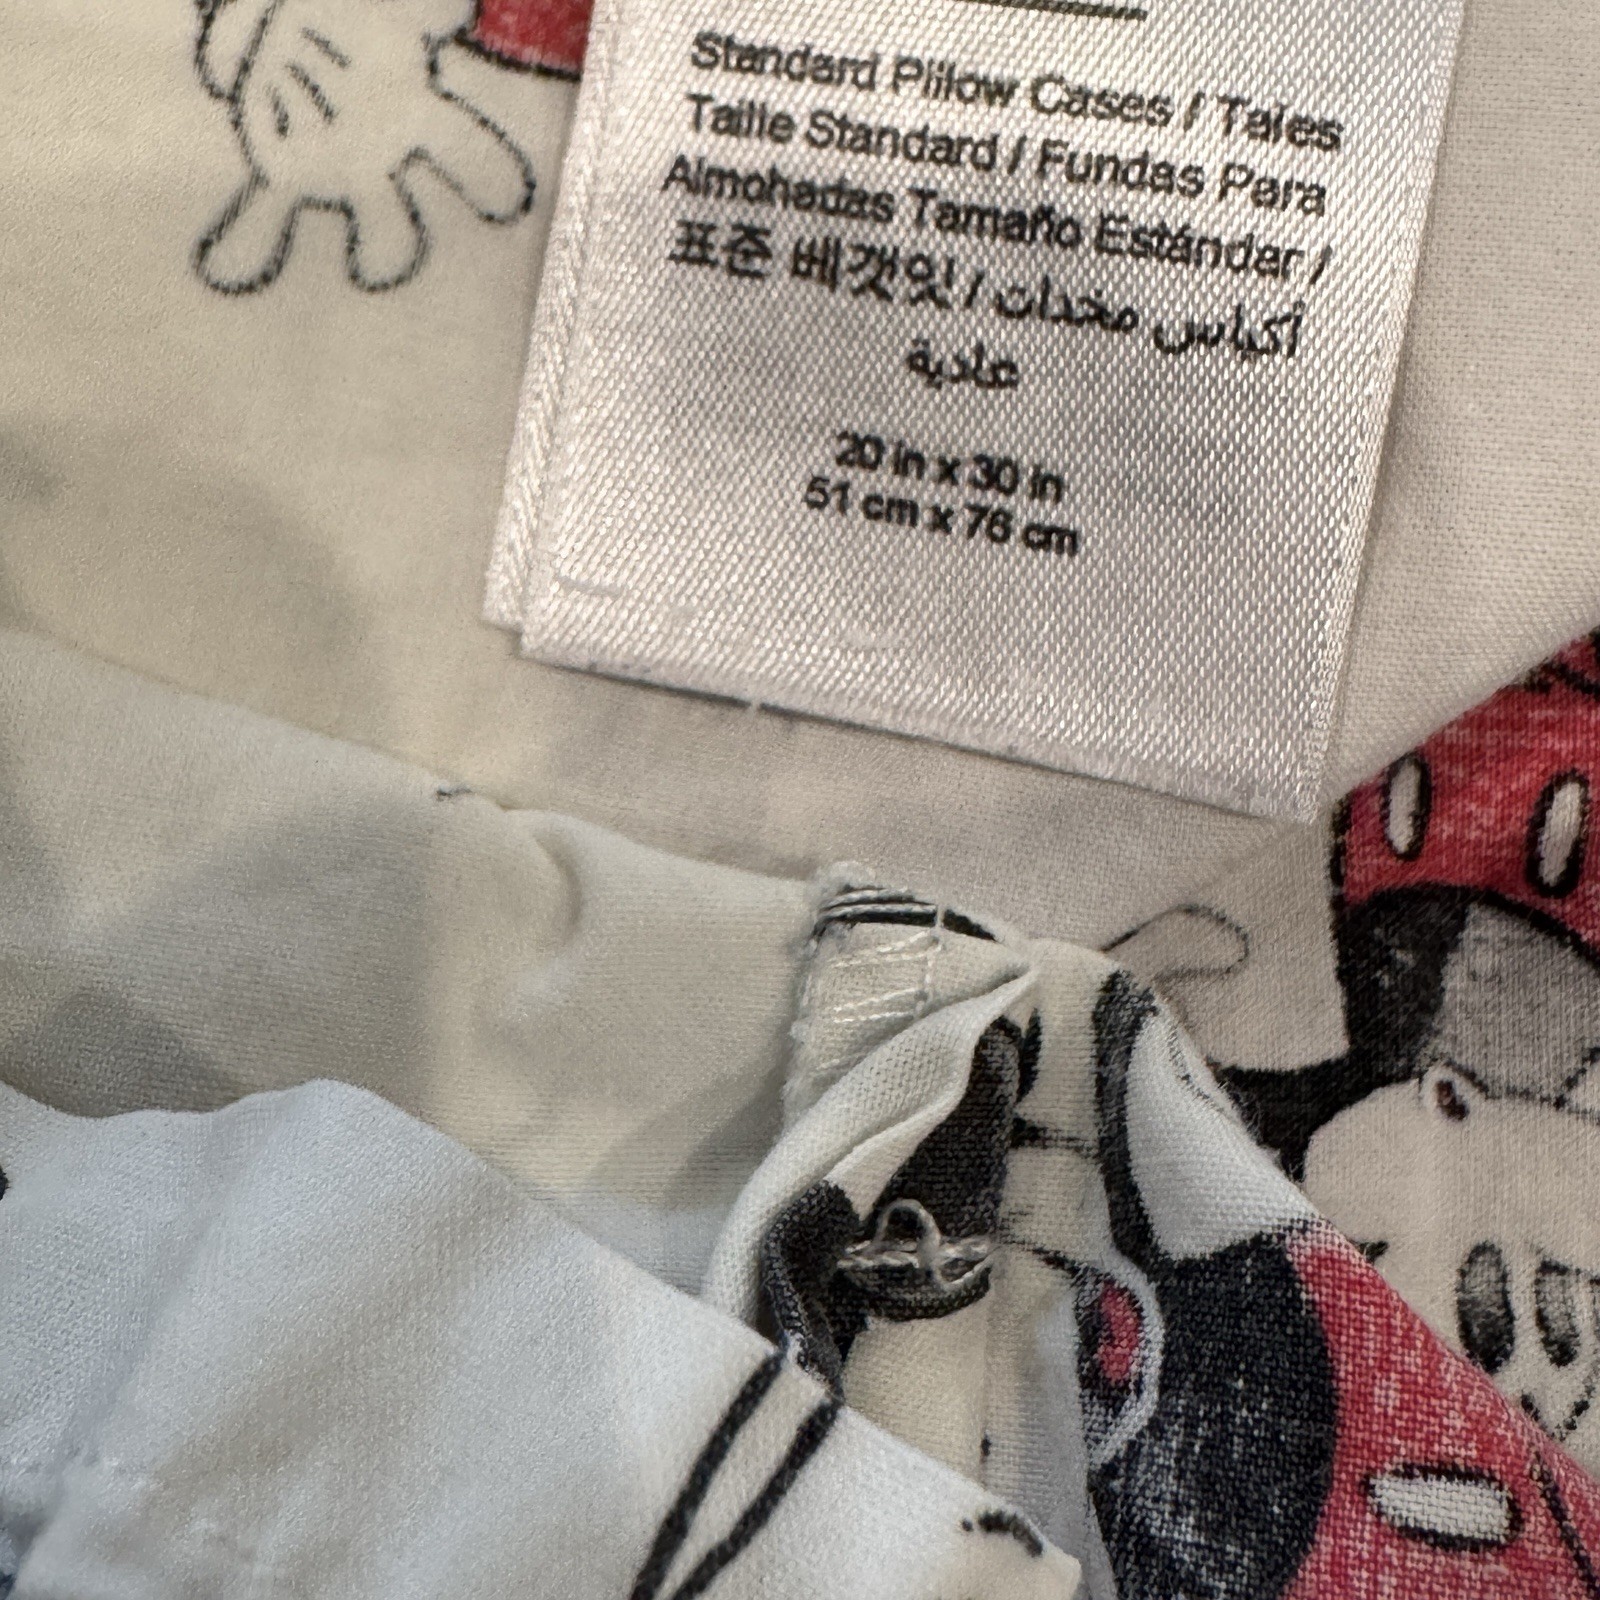 Standard Plilow Cases / Taies
Taille Standard / Fundas Para
Almohadas Tamaño Estándar /
표준 베갯잇 / أكياس مخدات
عادية
20 in x 30 in
51 cm x 76 cm